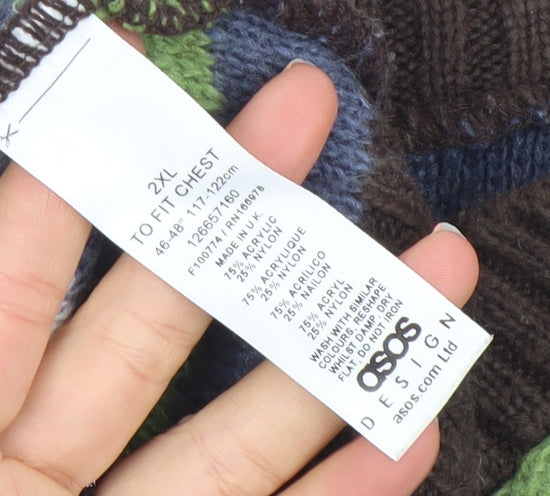 2XL
TO FIT CHEST
46-48" 117-122cm
126657160
F100774 / RN166978
MADE IN U.K.
75% ACRYLIC
25% NYLON
75% ACRYLIQUE
25% NYLON
75% ACRÍLICO
25% NAILON
75% ACRYL
25% NYLON
WASH WITH SIMILAR
COLOURS, RESHAPE
WHILST DAMP, DRY
FLAT, DO NOT IRON
asos
DESIGN
asos.com Ltd